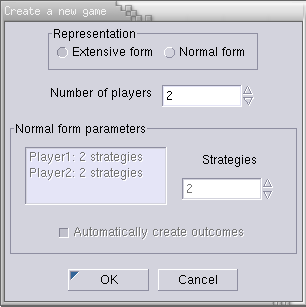 Create a new game
Representation
Extensive form Normal form
Number of players 2
Normal form parameters
Player1: 2 strategies
Player2: 2 strategies
Strategies
2
Automatically create outcomes
OK Cancel